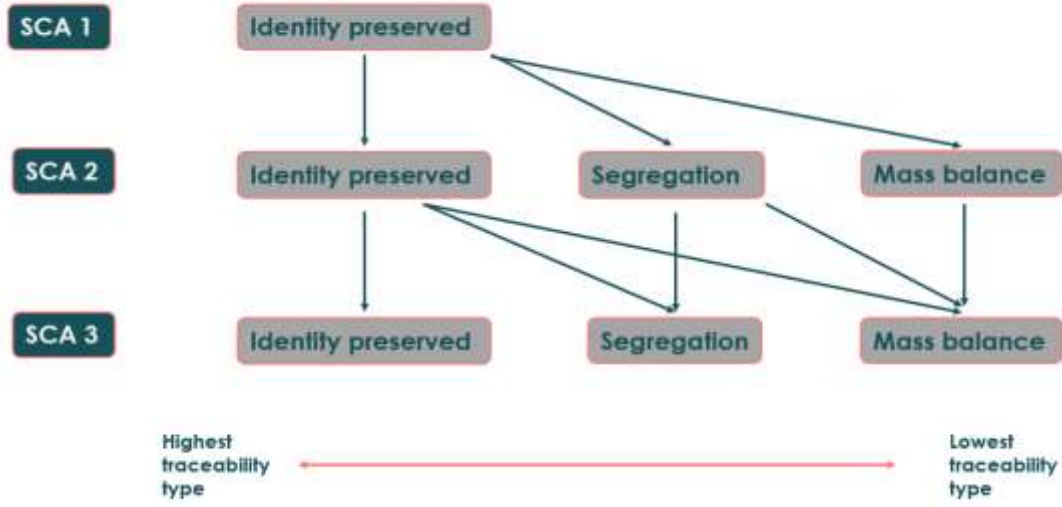 SCA 1
Identity preserved
SCA 2
Identity preserved
Segregation
Mass balance
SCA 3
Identity preserved
Segregation
Mass balance
Highest
traceability
type
Lowest
traceability
type